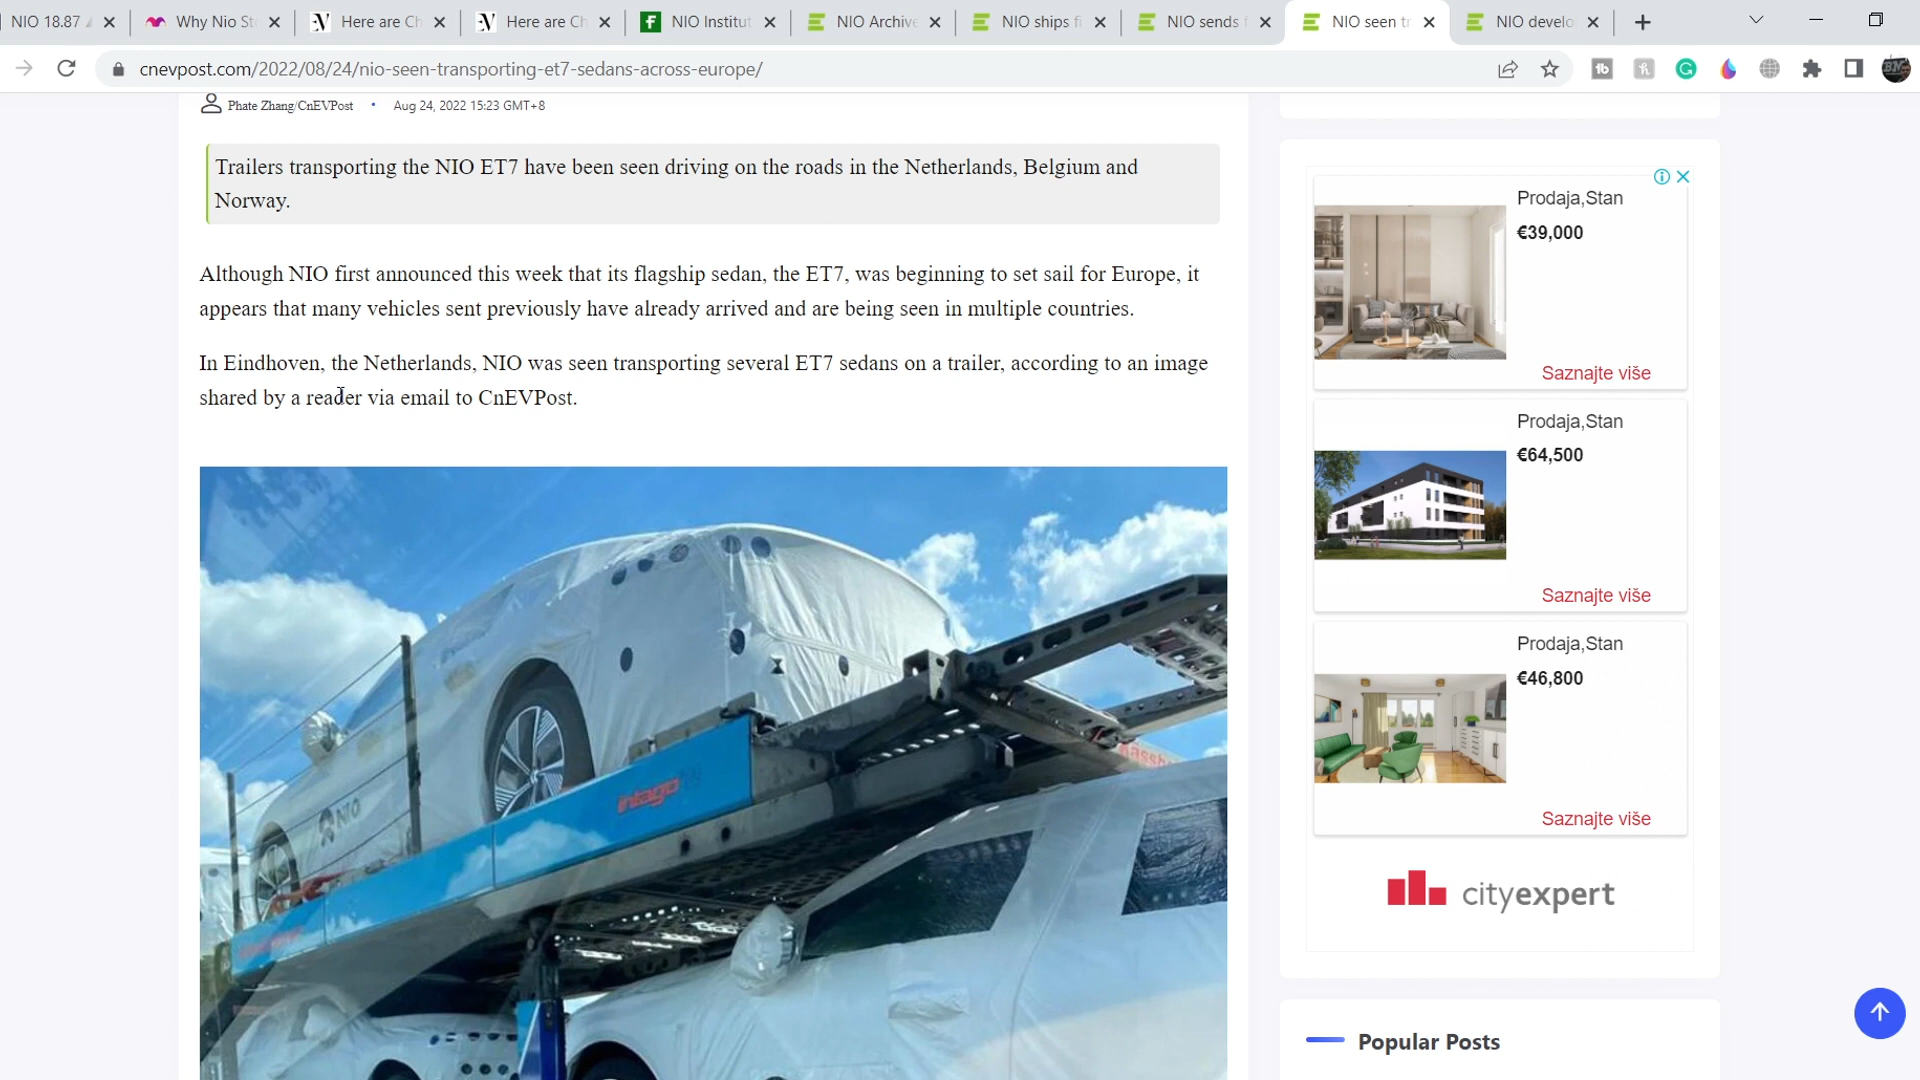 NIO 18.87
Why Nio St
Here are Ch
Here are Ch
NIO Institut
NIO Archive
NIO ships fi
NIO sends f
NIO seen tr
NIO develo
cnevpost.com/2022/08/24/nio-seen-transporting-et7-sedans-across-europe/
Phate Zhang/CnEVPost • Aug 24, 2022 15:23 GMT+8
Trailers transporting the NIO ET7 have been seen driving on the roads in the Netherlands, Belgium and
Norway.
Although NIO first announced this week that its flagship sedan, the ET7, was beginning to set sail for Europe, it
appears that many vehicles sent previously have already arrived and are being seen in multiple countries.
In Eindhoven, the Netherlands, NIO was seen transporting several ET7 sedans on a trailer, according to an image
shared by a reader via email to CnEVPost.
NIO
Prodaja,Stan
€39,000
Saznajte više
Prodaja,Stan
€64,500
Saznajte više
Prodaja,Stan
€46,800
Saznajte više
cityexpert
Popular Posts